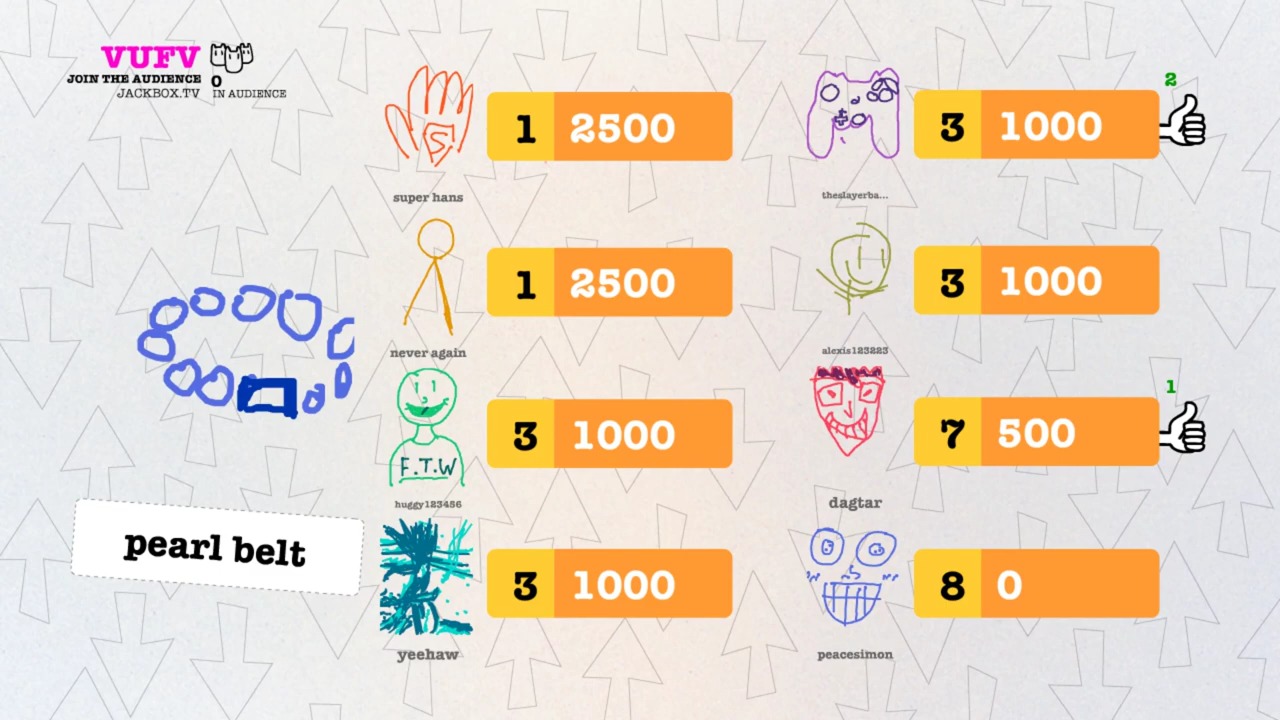 VUFV
JOIN THE AUDIENCE
JACKBOX.TV
0
IN AUDIENCE
pearl belt
S
super hans
1 2500
never again
1 2500
F.T.W
huggy123456
3 1000
yeehaw
3 1000
theslayerba...
3 1000
2
alexis123223
3 1000
dagtar
7 500
1
peacesimon
8 0